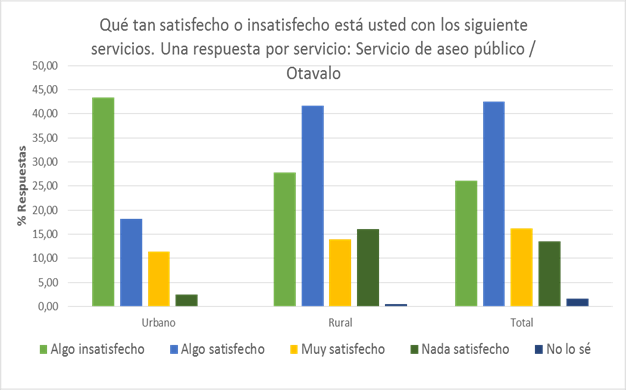 Qué tan satisfecho o insatisfecho está usted con los siguiente
servicios. Una respuesta por servicio: Servicio de aseo público /
Otavalo
50,00
45,00
40,00
35,00
30,00
25,00
20,00
15,00
10,00
5,00
0,00
% Respuestas
Urbano Rural Total
Algo insatisfecho Algo satisfecho Muy satisfecho Nada satisfecho No lo sé